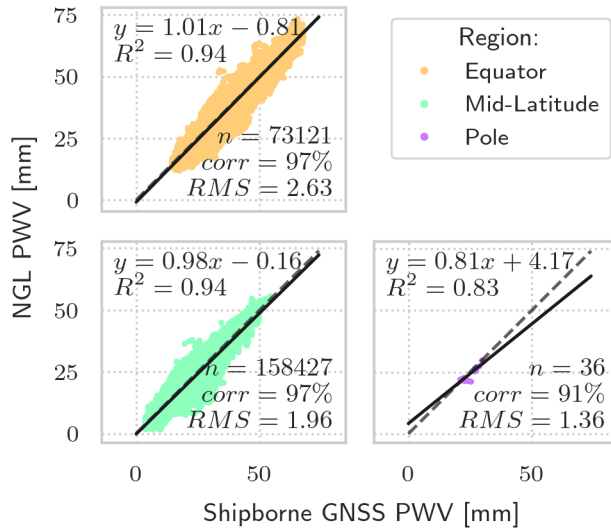 75
50
25
0
y = 1.01x − 0.81
R² = 0.94
n = 73121
corr = 97%
RMS = 2.63
Region:
Equator
Mid-Latitude
Pole
NGL PWV [mm]
75
50
25
0
y = 0.98x − 0.16
R² = 0.94
n = 158427
corr = 97%
RMS = 1.96
y = 0.81x + 4.17
R² = 0.83
n = 36
corr = 91%
RMS = 1.36
0 50
0 50
Shipborne GNSS PWV [mm]